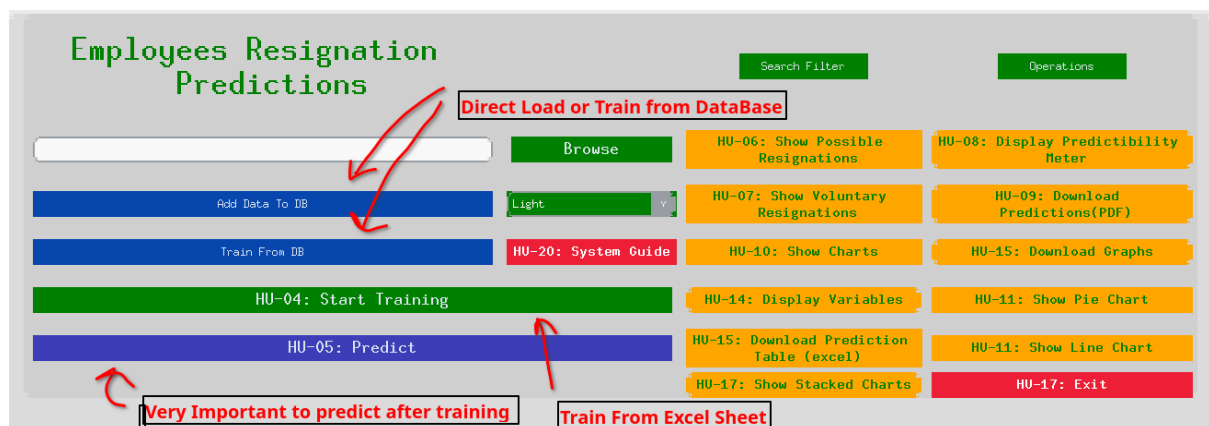 Employees Resignation
Predictions
Search Filter
Operations
Direct Load or Train from DataBase
Browse
HU-06: Show Possible
Resignations
HU-08: Display Predictibility
Meter
Add Data To DB
Light
HU-07: Show Voluntary
Resignations
HU-09: Download
Predictions(PDF)
Train From DB
HU-20: System Guide
HU-10: Show Charts
HU-15: Download Graphs
HU-04: Start Training
HU-14: Display Variables
HU-11: Show Pie Chart
HU-05: Predict
HU-15: Download Prediction
Table (excel)
HU-11: Show Line Chart
HU-17: Show Stacked Charts
HU-17: Exit
Very Important to predict after training
Train From Excel Sheet